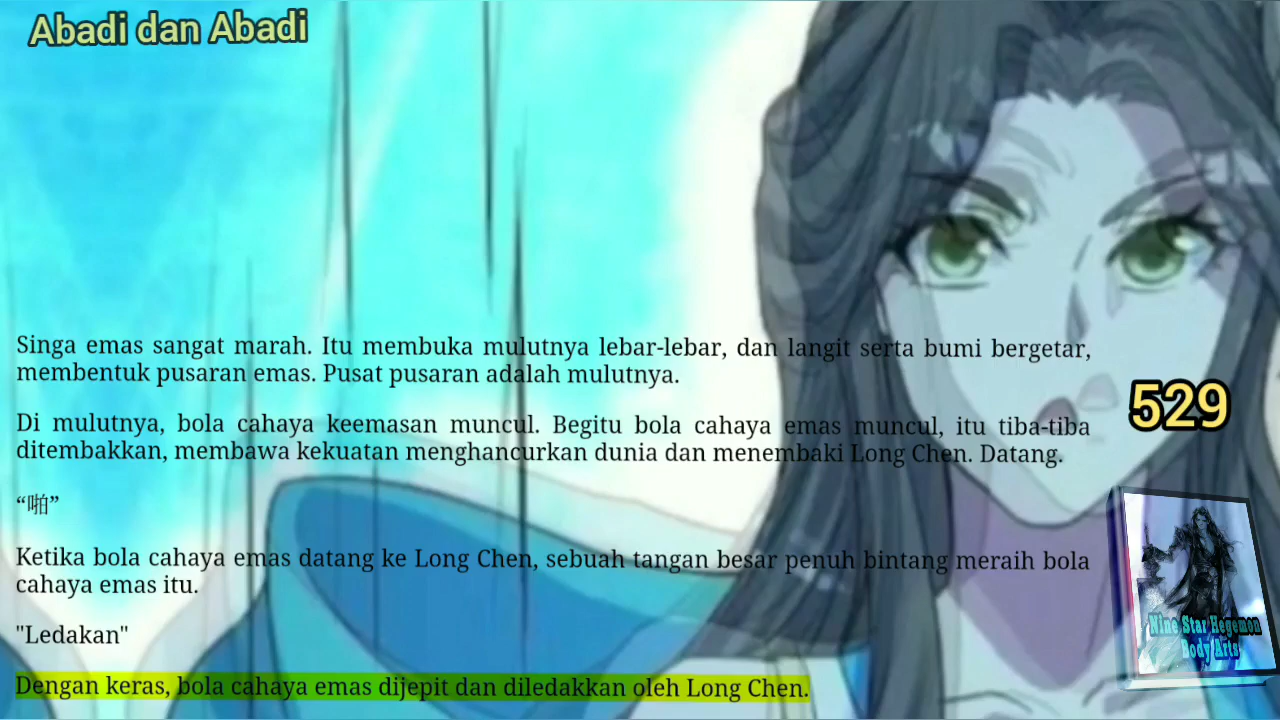 Abadi dan Abadi
Singa emas sangat marah. Itu membuka mulutnya lebar-lebar, dan langit serta bumi bergetar,
membentuk pusaran emas. Pusat pusaran adalah mulutnya.
Di mulutnya, bola cahaya keemasan muncul. Begitu bola cahaya emas muncul, itu tiba-tiba
ditembakkan, membawa kekuatan menghancurkan dunia dan menembaki Long Chen. Datang.
“啪”
Ketika bola cahaya emas datang ke Long Chen, sebuah tangan besar penuh bintang meraih bola
cahaya emas itu.
"Ledakan"
Dengan keras, bola cahaya emas dijepit dan diledakkan oleh Long Chen.
529
Nine Star Hegemon
Body Arts